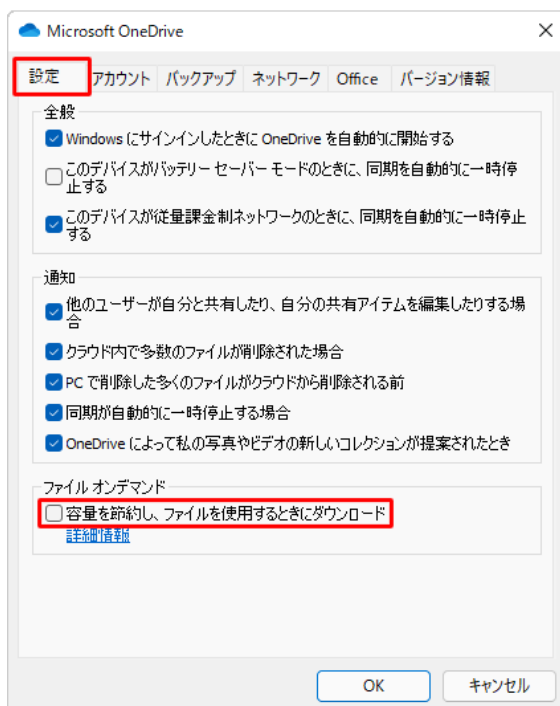 Microsoft OneDrive
設定 アカウント バックアップ ネットワーク Office バージョン情報
全般
Windows にサインインしたときに OneDrive を自動的に開始する
このデバイスがバッテリー セーバー モードのときに、同期を自動的に一時停
止する
このデバイスが従量課金制ネットワークのときに、同期を自動的に一時停止
する
通知
他のユーザーが自分と共有したり、自分の共有アイテムを編集したりする場
合
クラウド内で多数のファイルが削除された場合
PC で削除した多くのファイルがクラウドから削除される前
同期が自動的に一時停止する場合
OneDrive によって私の写真やビデオの新しいコレクションが提案されたとき
ファイル オンデマンド
容量を節約し、ファイルを使用するときにダウンロード
詳細情報
OK キャンセル